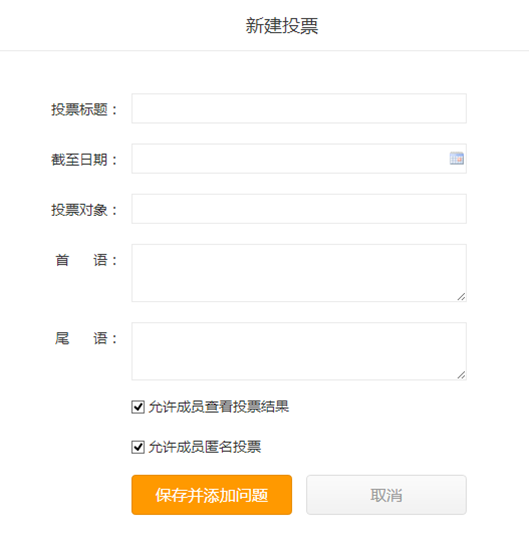 新建投票
投票标题：
截至日期：
投票对象：
首 语：
尾 语：
允许成员查看投票结果
允许成员匿名投票
保存并添加问题 取消